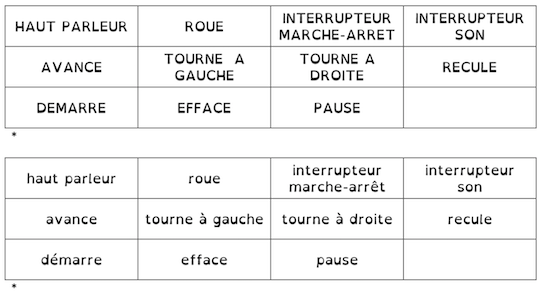 HAUT PARLEUR ROUE INTERRUPTEUR MARCHE-ARRET INTERRUPTEUR SON
AVANCE TOURNE A GAUCHE TOURNE A DROITE RECULE
DEMARRE EFFACE PAUSE
*
haut parleur roue interrupteur marche-arrêt interrupteur son
avance tourne à gauche tourne à droite recule
démarre efface pause
*